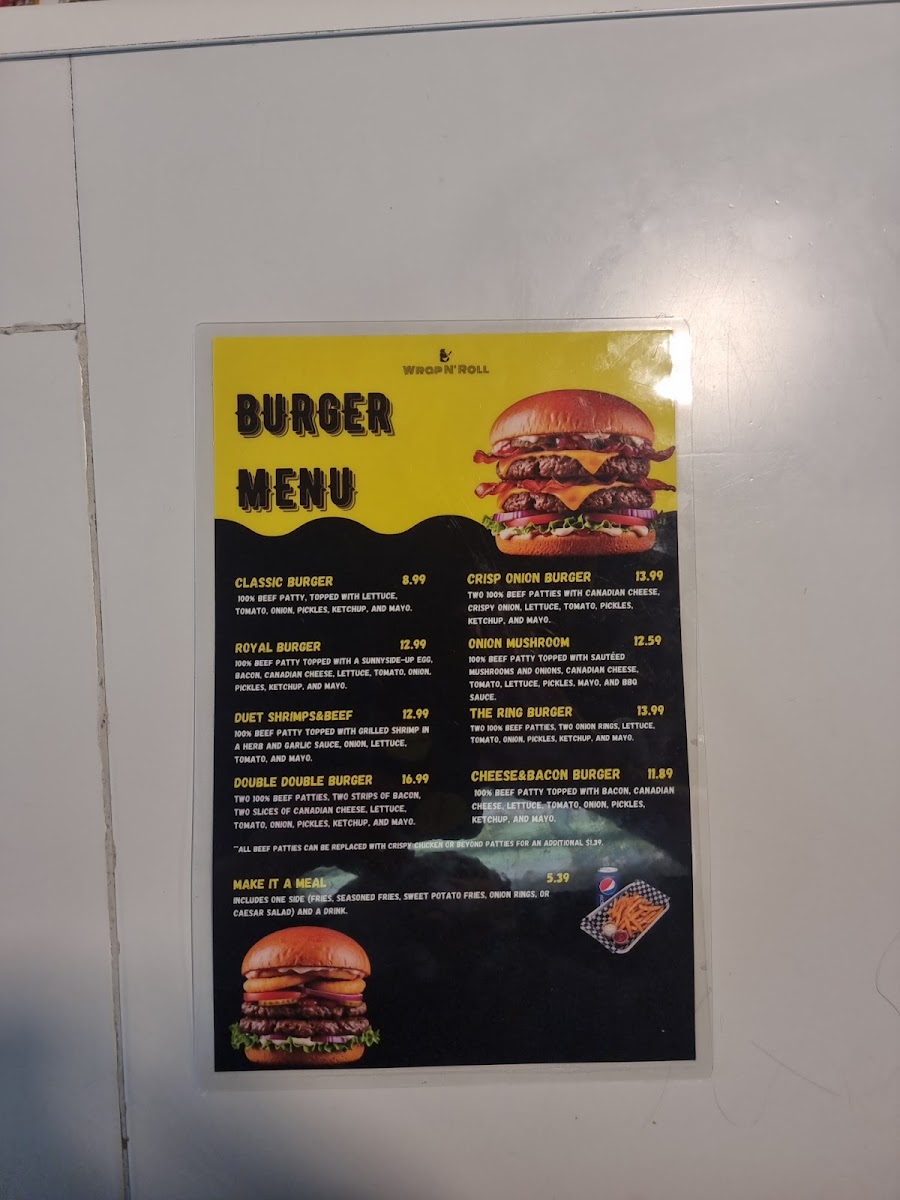 WRAP N' ROLL
BURGER
MENU
CLASSIC BURGER 8.99
100% BEEF PATTY, TOPPED WITH LETTUCE,
TOMATO, ONION, PICKLES, KETCHUP, AND MAYO.
ROYAL BURGER 12.99
100% BEEF PATTY TOPPED WITH A SUNNYSIDE-UP EGG,
BACON, CANADIAN CHEESE, LETTUCE, TOMATO, ONION,
PICKLES, KETCHUP, AND MAYO.
DUET SHRIMPS&BEEF 12.99
100% BEEF PATTY TOPPED WITH GRILLED SHRIMP IN
A HERB AND GARLIC SAUCE, ONION, LETTUCE,
TOMATO, AND MAYO.
DOUBLE DOUBLE BURGER 16.99
TWO 100% BEEF PATTIES, TWO STRIPS OF BACON,
TWO SLICES OF CANADIAN CHEESE, LETTUCE,
TOMATO, ONION, PICKLES, KETCHUP, AND MAYO.
CRISP ONION BURGER 13.99
TWO 100% BEEF PATTIES WITH CANADIAN CHEESE,
CRISPY ONION, LETTUCE, TOMATO, PICKLES,
KETCHUP, AND MAYO.
ONION MUSHROOM 12.59
100% BEEF PATTY TOPPED WITH SAUTÉED
MUSHROOMS AND ONIONS, CANADIAN CHEESE,
TOMATO, LETTUCE, PICKLES, MAYO, AND BBQ
SAUCE.
THE RING BURGER 13.99
TWO 100% BEEF PATTIES, TWO ONION RINGS, LETTUCE,
TOMATO, ONION, PICKLES, KETCHUP, AND MAYO.
CHEESE&BACON BURGER 11.89
100% BEEF PATTY TOPPED WITH BACON, CANADIAN
CHEESE, LETTUCE, TOMATO, ONION, PICKLES,
KETCHUP, AND MAYO.
**ALL BEEF PATTIES CAN BE REPLACED WITH CRISPY CHICKEN OR BEYOND PATTIES FOR AN ADDITIONAL $1.39.
MAKE IT A MEAL 5.39
INCLUDES ONE SIDE (FRIES, SEASONED FRIES, SWEET POTATO FRIES, ONION RINGS, OR
CAESAR SALAD) AND A DRINK.